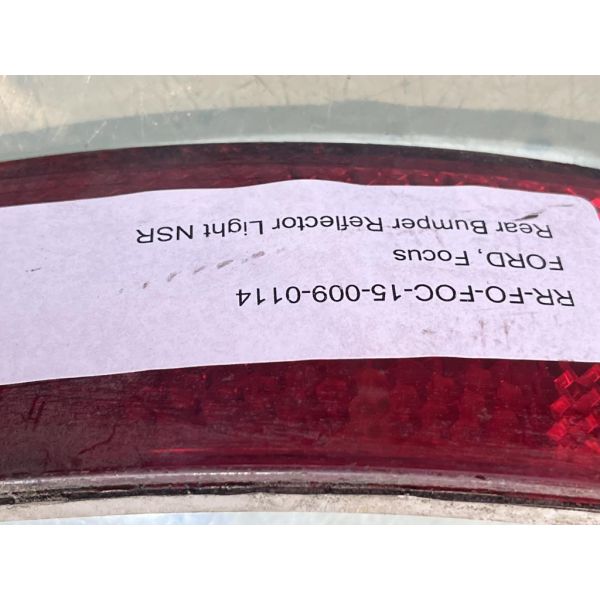 RR-FO-FOC-15-009-0114
FORD, Focus
Rear Bumper Reflector Light NSR